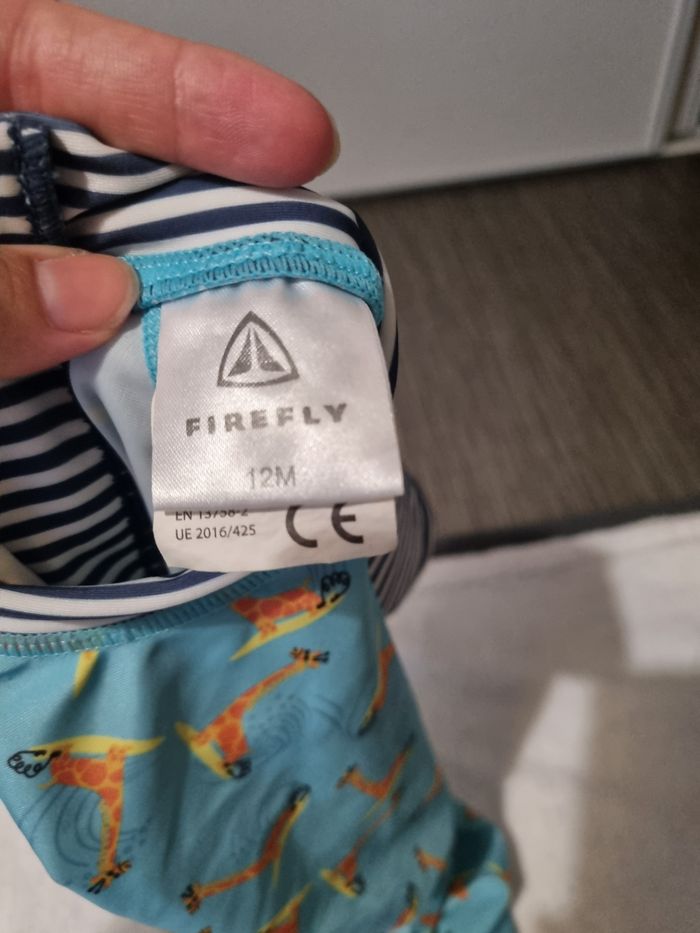 FIREFLY
12M
EN 13758-2
UE 2016/425
CE